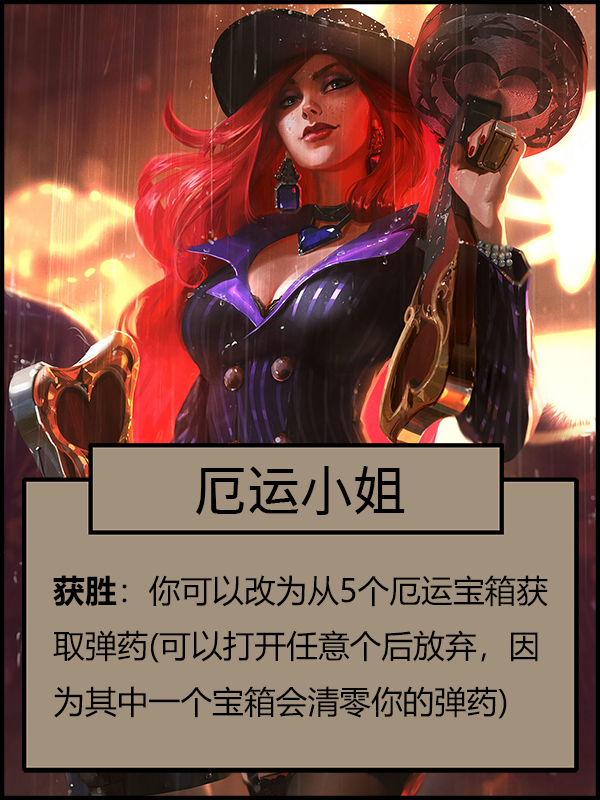 厄运小姐
获胜：你可以改为从5个厄运宝箱获
取弹药(可以打开任意个后放弃，因
为其中一个宝箱会清零你的弹药)